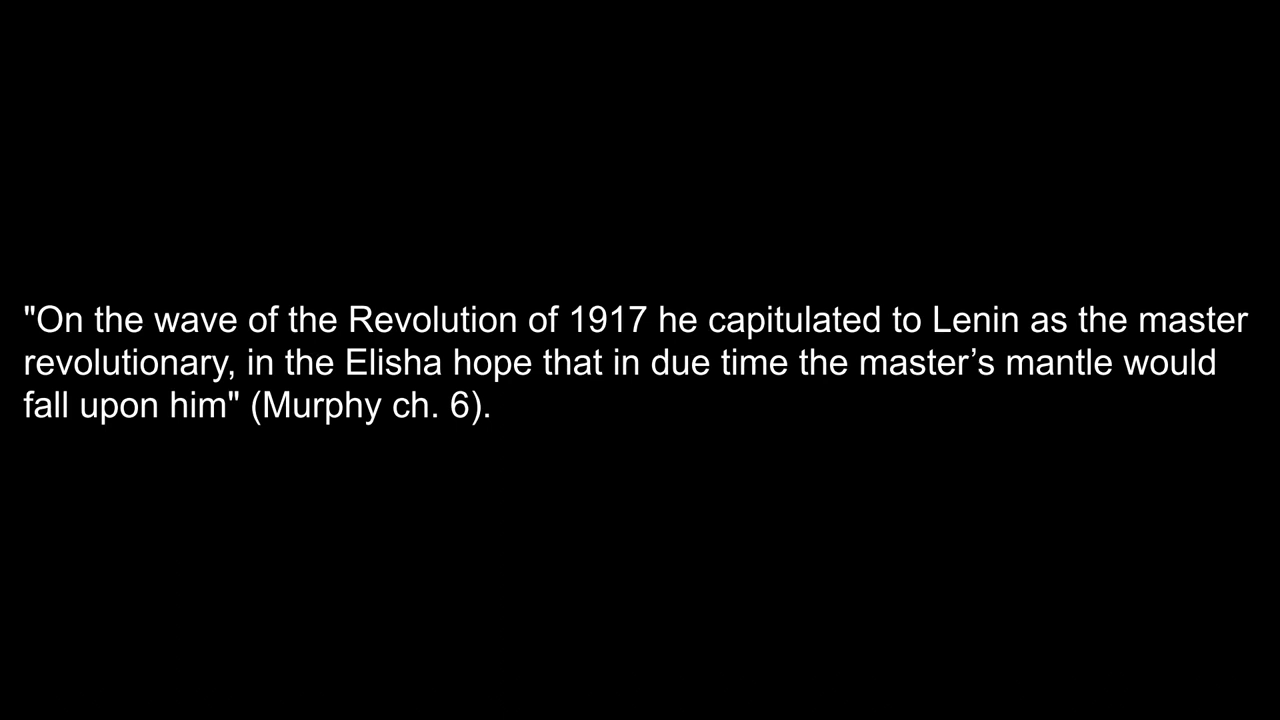 "On the wave of the Revolution of 1917 he capitulated to Lenin as the master
revolutionary, in the Elisha hope that in due time the master’s mantle would
fall upon him" (Murphy ch. 6).